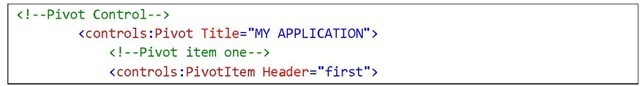 <!--Pivot Control-->
<controls:Pivot Title="MY APPLICATION">
<!--Pivot item one-->
<controls:PivotItem Header="first">